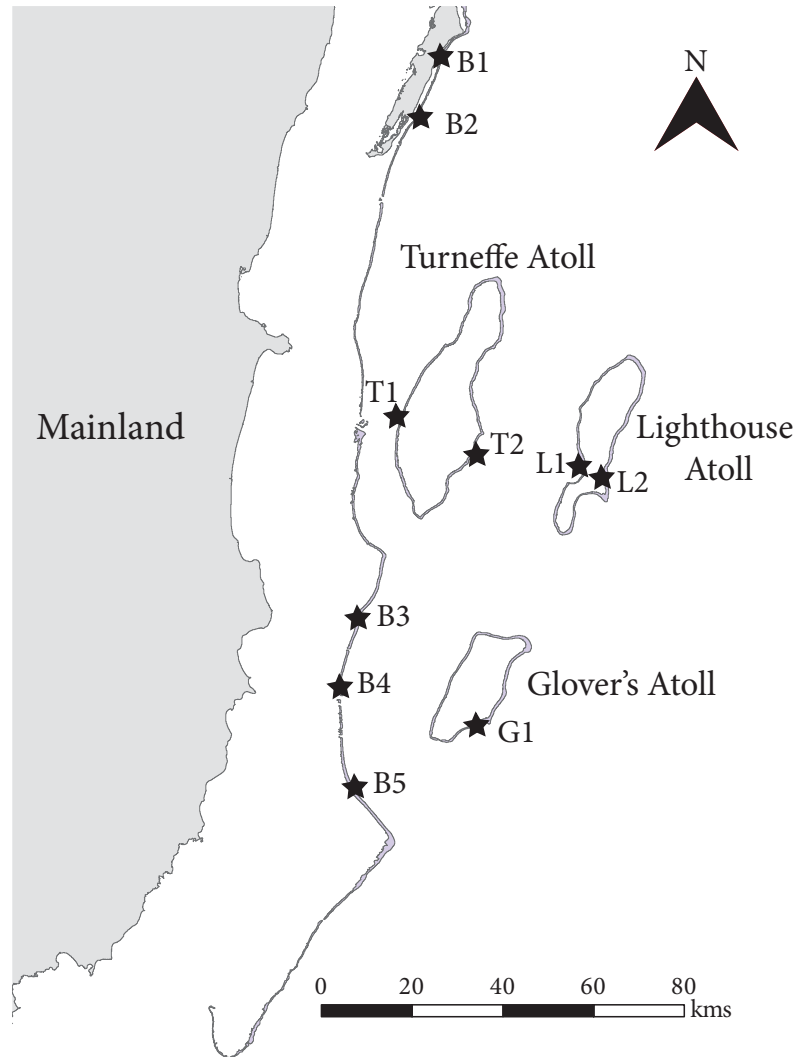 B1
N
B2
Turneffe Atoll
T1
Mainland
Lighthouse
Atoll
T2
L1
L2
B3
B4
Glover’s Atoll
G1
B5
0 20 40 60 80
kms